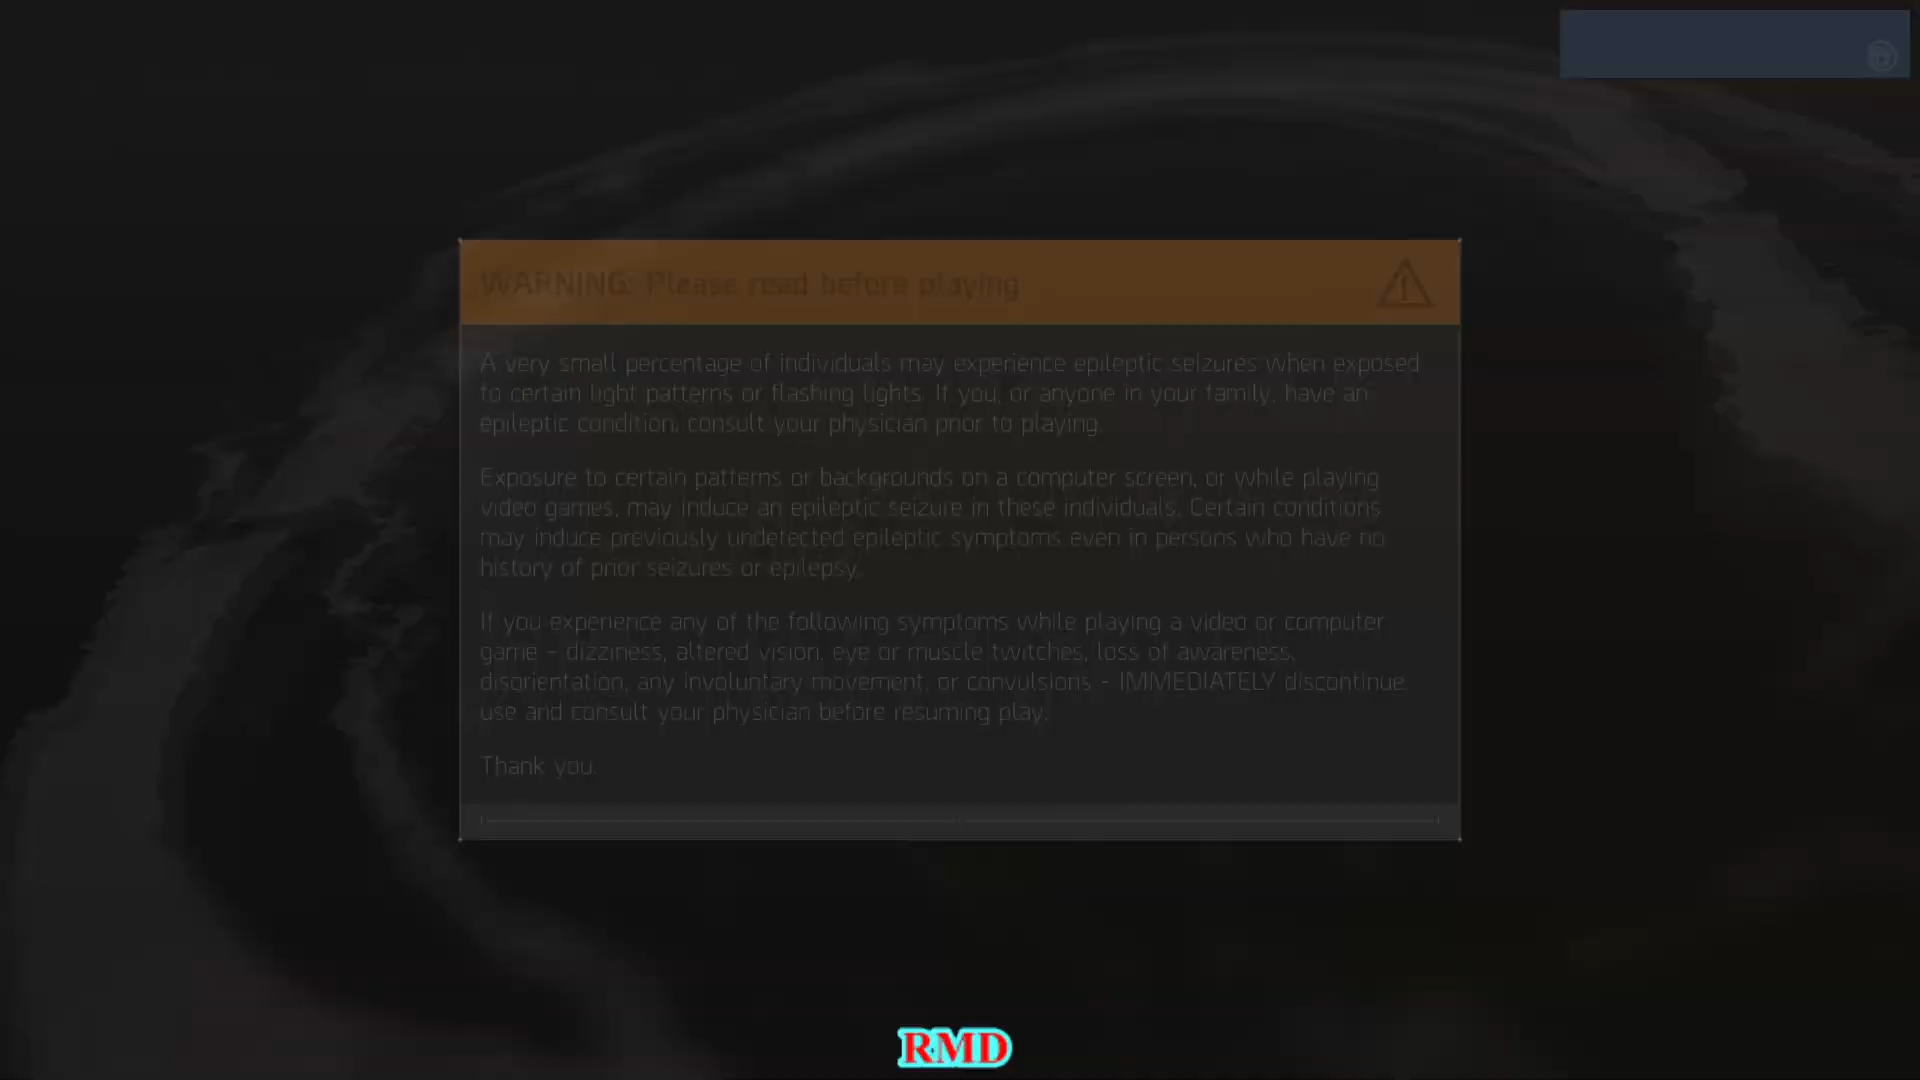 WARNING: Please read before playing
A very small percentage of individuals may experience epileptic seizures when exposed
to certain light patterns or flashing lights. If you, or anyone in your family, have an
epileptic condition, consult your physician prior to playing.
Exposure to certain patterns or backgrounds on a computer screen, or while playing
video games, may induce an epileptic seizure in these individuals. Certain conditions
may induce previously undetected epileptic symptoms even in persons who have no
history of prior seizures or epilepsy.
If you experience any of the following symptoms while playing a video or computer
game - dizziness, altered vision, eye or muscle twitches, loss of awareness,
disorientation, any involuntary movement, or convulsions - IMMEDIATELY discontinue
use and consult your physician before resuming play.
Thank you.
RMD